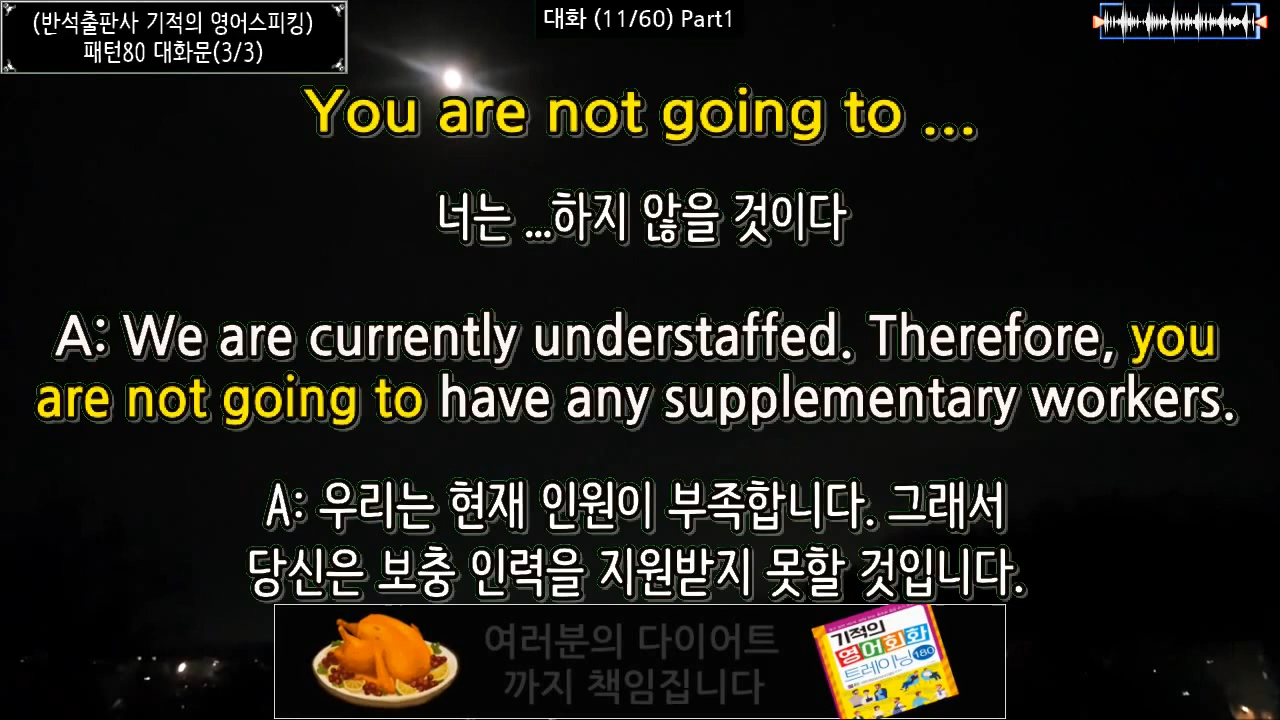 (반석출판사 기적의 영어스피킹)
패턴80 대화문(3/3)
대화 (11/60) Part1
You are not going to ...
너는 ...하지 않을 것이다
A: We are currently understaffed. Therefore, you
are not going to have any supplementary workers.
A: 우리는 현재 인원이 부족합니다. 그래서
당신은 보충 인력을 지원받지 못할 것입니다.
여러분의 다이어트
까지 책임집니다
기적의
영어회화
트레이닝 180